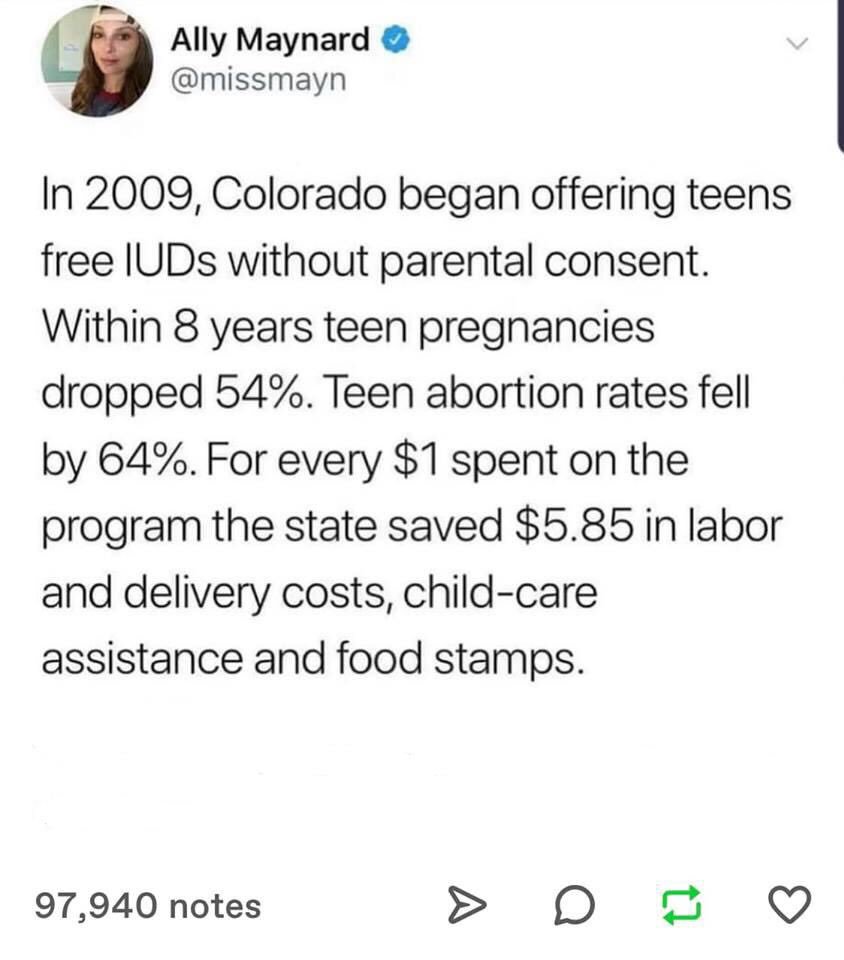 Ally Maynard
@missmayn
In 2009, Colorado began offering teens
free IUDs without parental consent.
Within 8 years teen pregnancies
dropped 54%. Teen abortion rates fell
by 64%. For every $1 spent on the
program the state saved $5.85 in labor
and delivery costs, child-care
assistance and food stamps.
97,940 notes